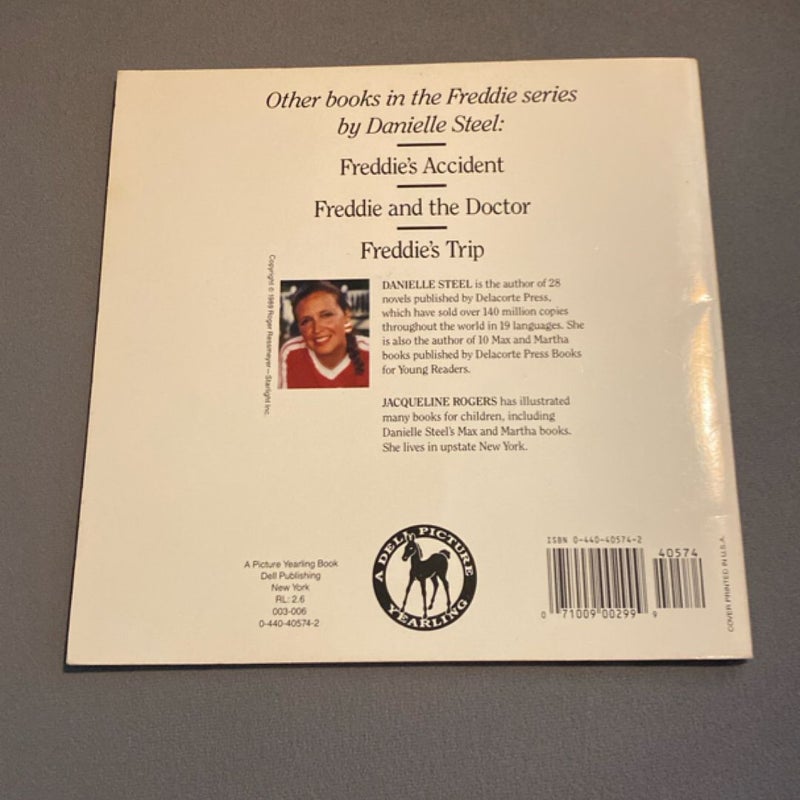 Other books in the Freddie series
by Danielle Steel:
Freddie's Accident
Freddie and the Doctor
Freddie's Trip
Copyright © 1989 Roger Ressmeyer—Starlight Inc.
DANIELLE STEEL is the author of 28
novels published by Delacorte Press,
which have sold over 140 million copies
throughout the world in 19 languages. She
is also the author of 10 Max and Martha
books published by Delacorte Press Books
for Young Readers.
JACQUELINE ROGERS has illustrated
many books for children, including
Danielle Steel's Max and Martha books.
She lives in upstate New York.
A Picture Yearling Book
Dell Publishing
New York
RL: 2.6
003-006
0-440-40574-2
A DELL PICTURE
YEARLING
ISBN 0-440-40574-2
40574
0 71009 00299 9
COVER PRINTED IN U.S.A.